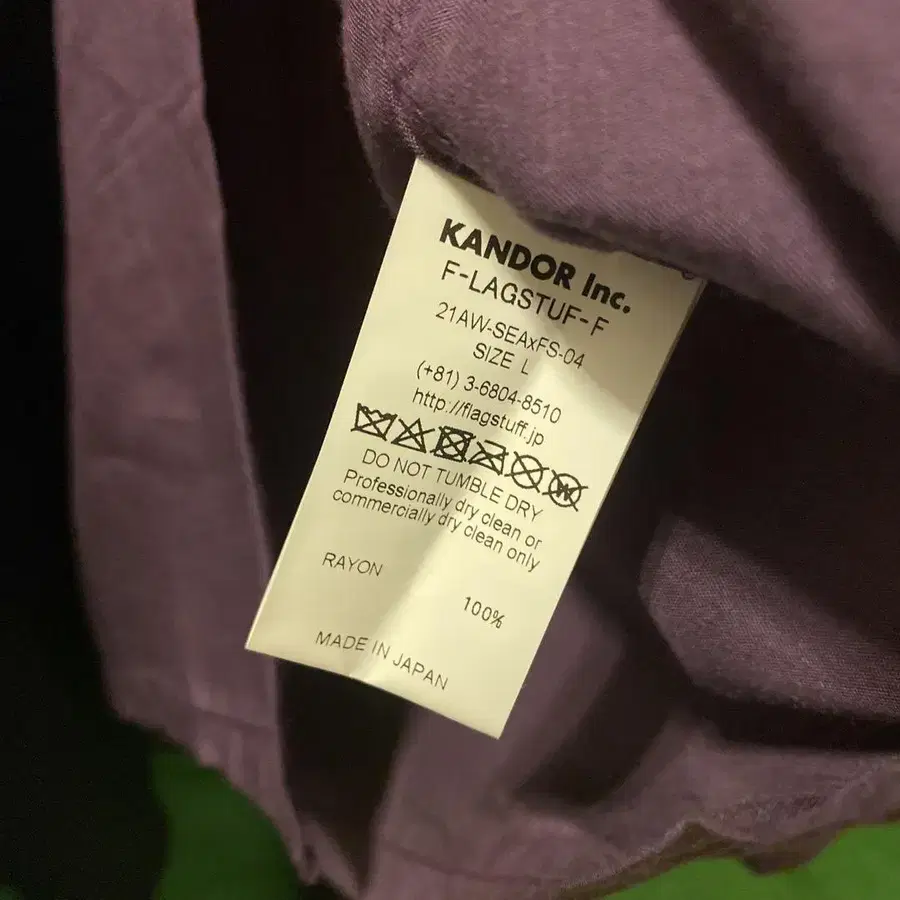 KANDOR Inc.
F-LAGSTUF-F
21AW-SEAxFS-04
SIZE L
(+81) 3-6804-8510
http://flagstuff.jp
DO NOT TUMBLE DRY
Professionally dry clean or
commercially dry clean only
RAYON
100%
MADE IN JAPAN